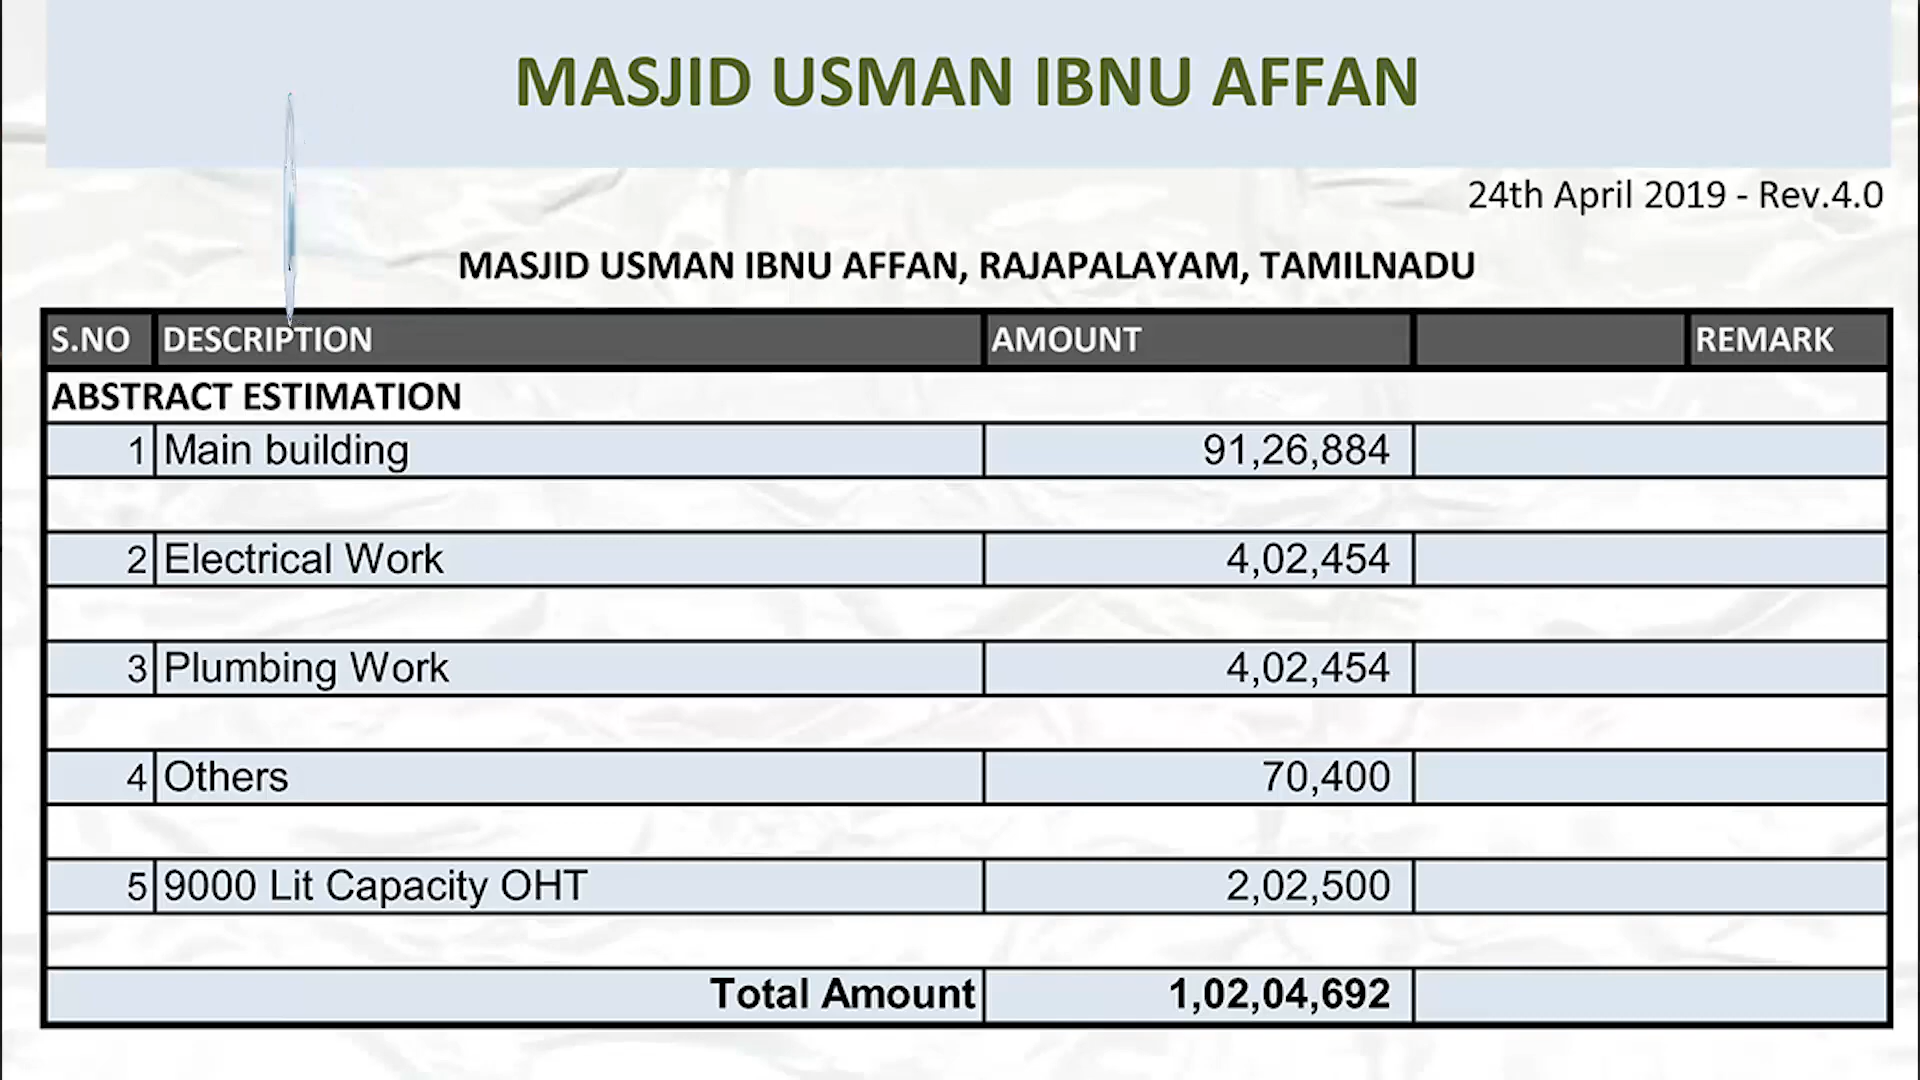 MASJID USMAN IBNU AFFAN
24th April 2019 - Rev.4.0
MASJID USMAN IBNU AFFAN, RAJAPALAYAM, TAMILNADU
S.NO DESCRIPTION AMOUNT REMARK
ABSTRACT ESTIMATION
1 Main building 91,26,884
2 Electrical Work 4,02,454
3 Plumbing Work 4,02,454
4 Others 70,400
5 9000 Lit Capacity OHT 2,02,500
Total Amount 1,02,04,692